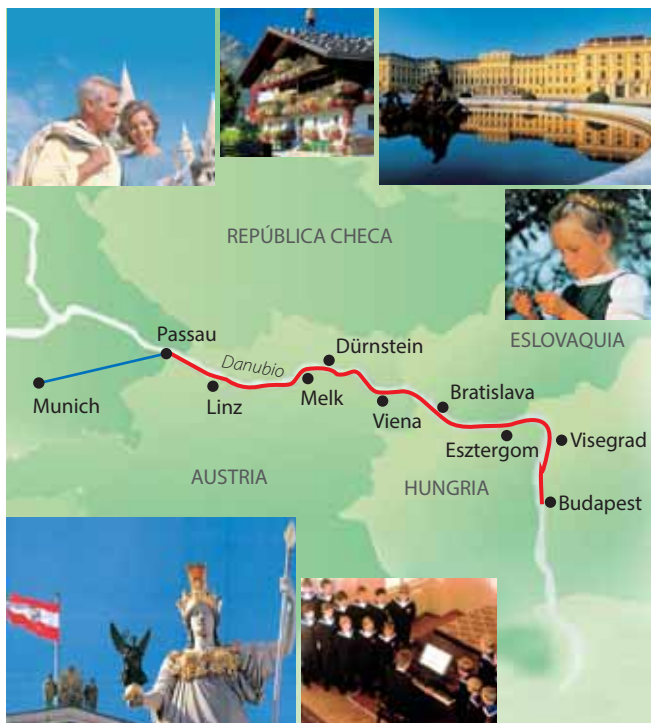 REPÚBLICA CHECA
ESLOVAQUIA
Passau
Danubio
Dürnstein
Munich
Linz
Melk
Viena
Bratislava
Esztergom
Visegrad
AUSTRIA
HUNGRIA
Budapest